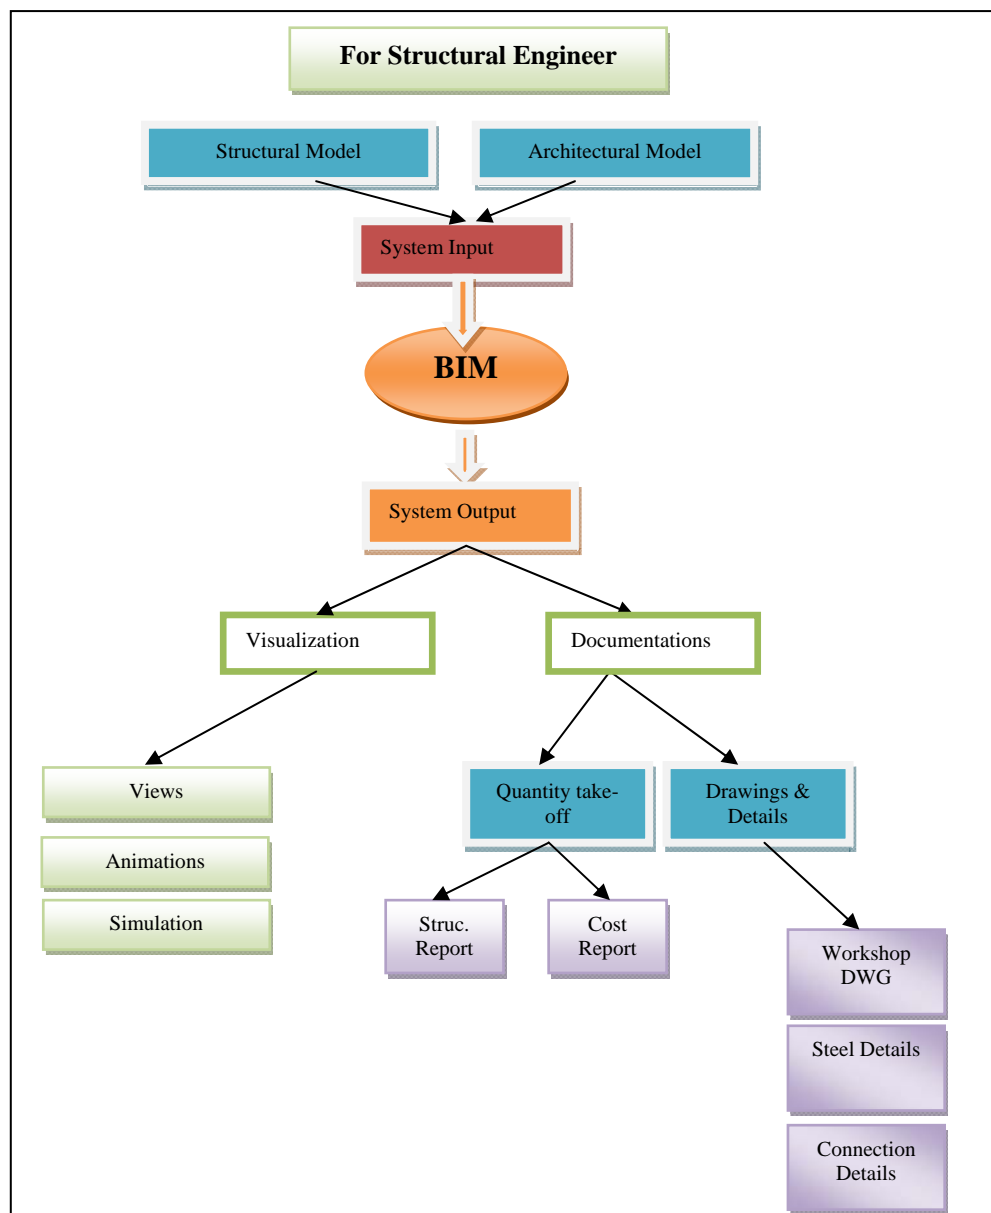 For Structural Engineer
Structural Model
Architectural Model
System Input
BIM
System Output
Visualization
Documentations
Views
Animations
Simulation
Quantity take-
off
Drawings &
Details
Struc.
Report
Cost
Report
Workshop
DWG
Steel Details
Connection
Details